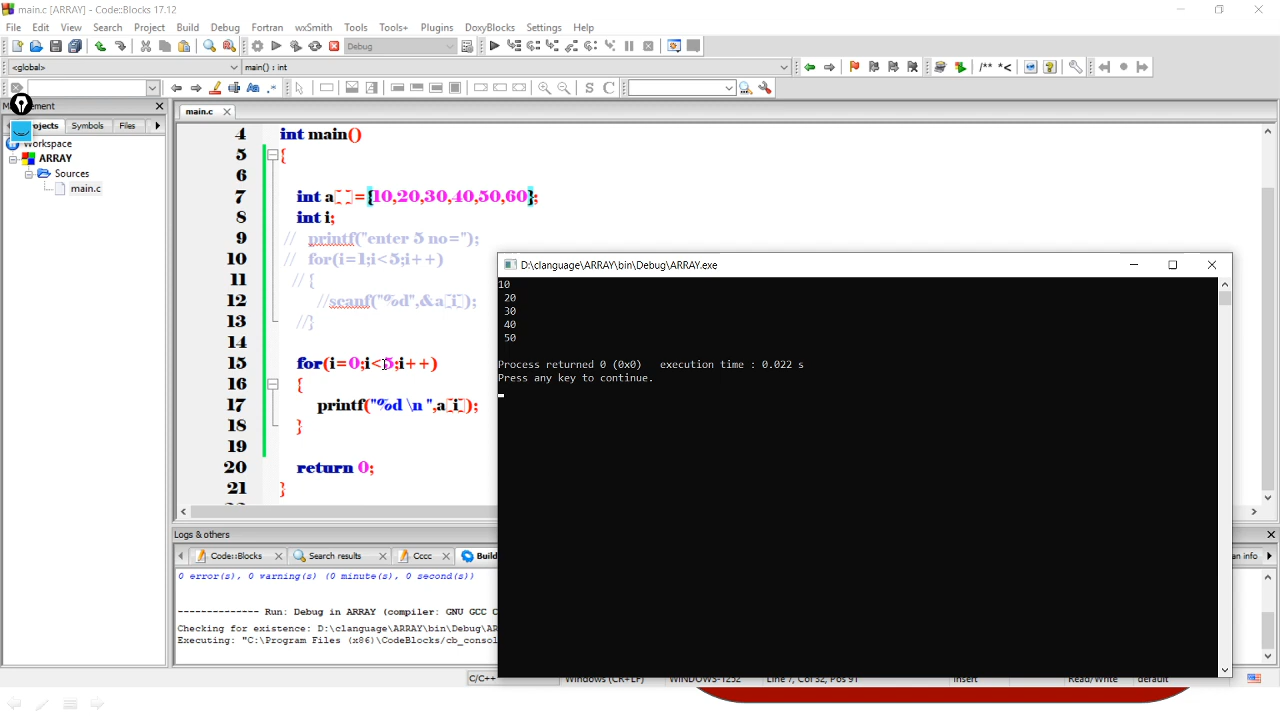 main.c [ARRAY] - Code::Blocks 17.12
File Edit View Search Project Build Debug Fortran wxSmith Tools Tools+ Plugins DoxyBlocks Settings Help
Debug
<global> main() : int
/** *<
S C
ement main.c
ojects Symbols Files
Workspace
ARRAY
Sources
main.c
4 int main()
5 {
6
7 int a[ ]={10,20,30,40,50,60};
8 int i;
9 // printf("enter 5 no=");
10 // for(i=1;i<5;i++)
11 // {
12 //scanf("%d",&a[i]);
13 //}
14
15 for(i=0;i<5;i++)
16 {
17 printf("%d \n ",a[i]);
18 }
19
20 return 0;
21 }
D:\clanguage\ARRAY\bin\Debug\ARRAY.exe
10
20
30
40
50
Process returned 0 (0x0) execution time : 0.022 s
Press any key to continue.
Logs & others
Code::Blocks Search results Cccc Build an info
0 error(s), 0 warning(s) (0 minute(s), 0 second(s))
-------------- Run: Debug in ARRAY (compiler: GNU GCC C
Checking for existence: D:\clanguage\ARRAY\bin\Debug\AR
Executing: "C:\Program Files (x86)\CodeBlocks/cb_consol
C/C++ Windows (CR+LF) WINDOWS-1252 Line 7, Col 32, Pos 91 Insert Read/Write default